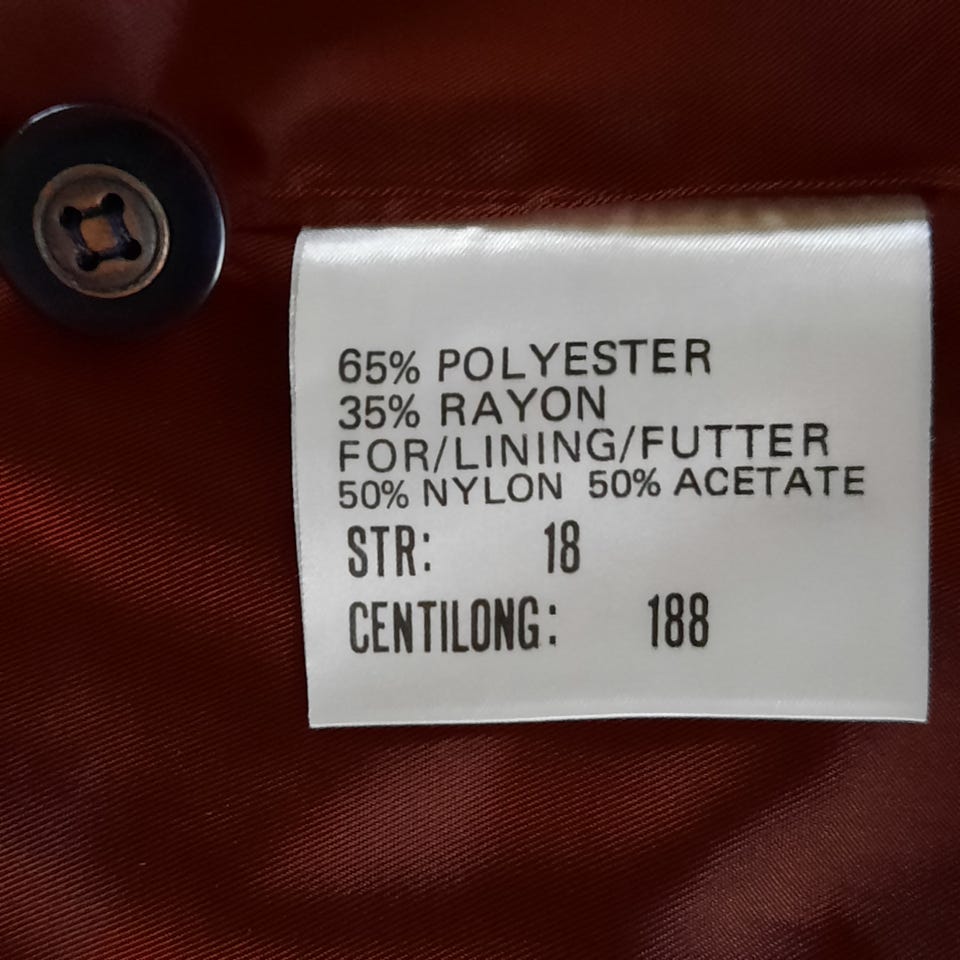 65% POLYESTER
35% RAYON
FOR/LINING/FUTTER
50% NYLON 50% ACETATE
STR: 18
CENTILONG: 188